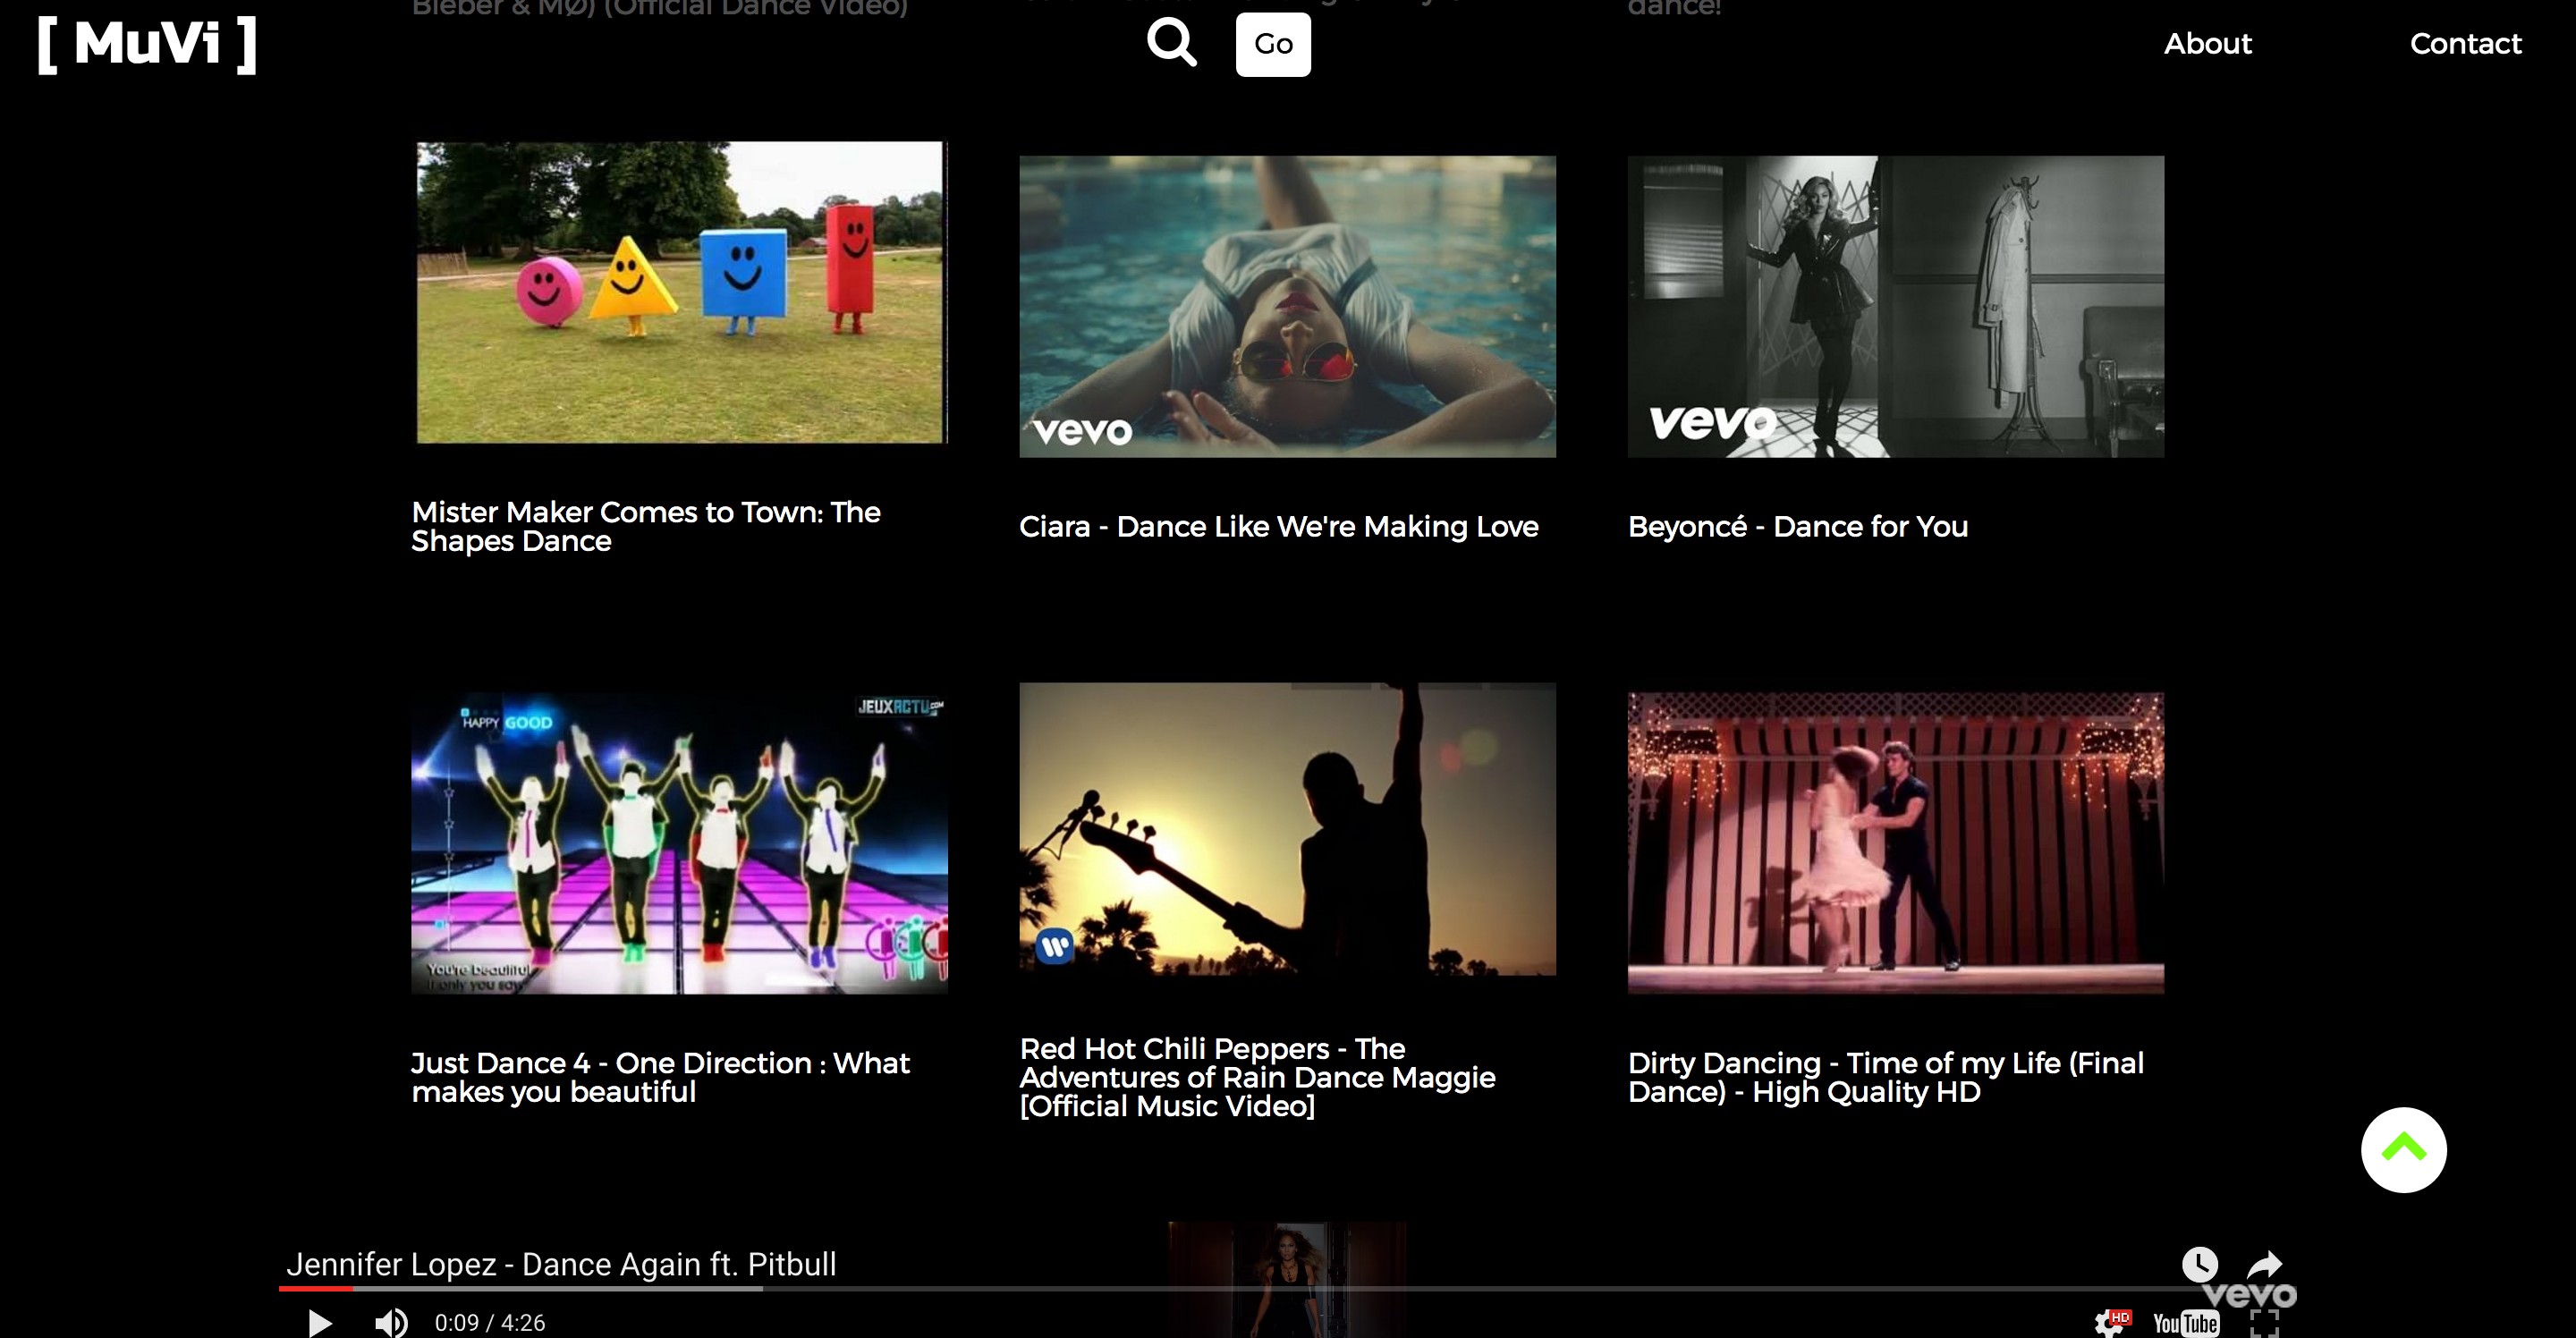 Bieber & MØ) (Official Dance Video)
dance!
[ MuVi ]
Go
About
Contact
vevo
vevo
Mister Maker Comes to Town: The
Shapes Dance
Ciara - Dance Like We're Making Love
Beyoncé - Dance for You
HAPPY GOOD
JEUXACTU.COM
You're beautiful
If only you saw
W
Just Dance 4 - One Direction : What
makes you beautiful
Red Hot Chili Peppers - The
Adventures of Rain Dance Maggie
[Official Music Video]
Dirty Dancing - Time of my Life (Final
Dance) - High Quality HD
Jennifer Lopez - Dance Again ft. Pitbull
vevo
0:09 / 4:26
HD
YouTube